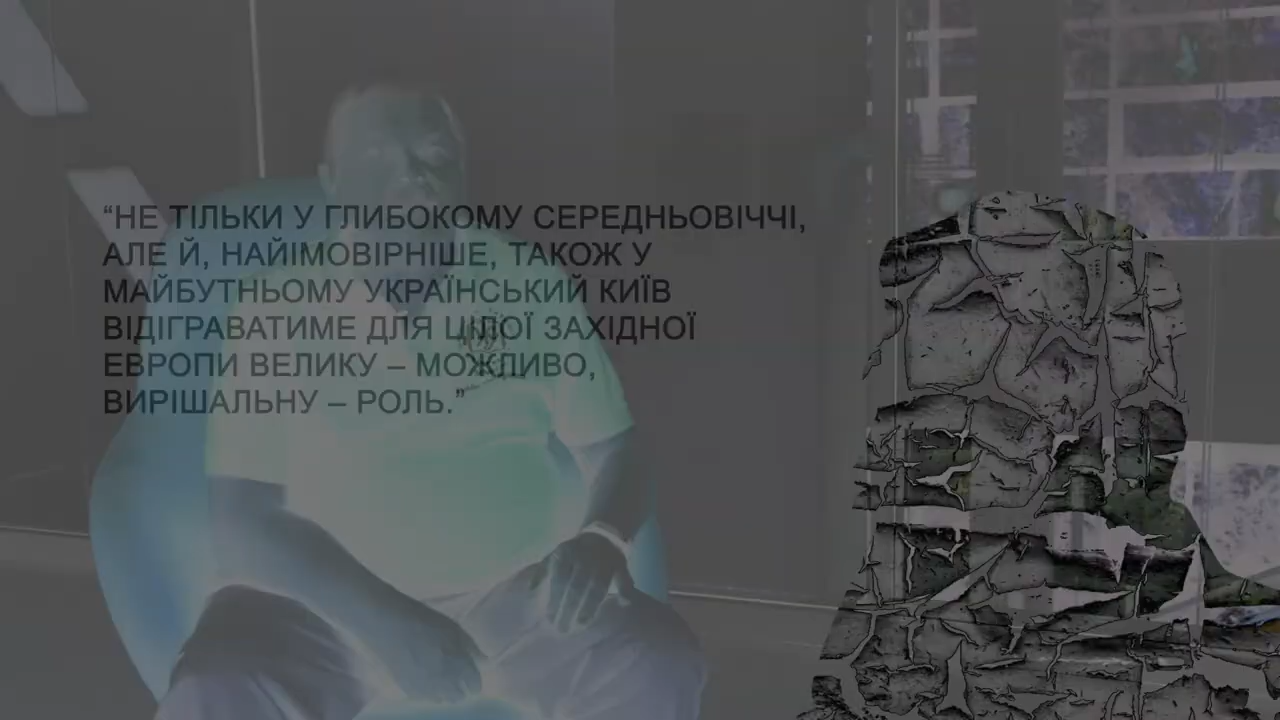 “НЕ ТІЛЬКИ У ГЛИБОКОМУ СЕРЕДНЬОВІЧЧІ,
АЛЕ Й, НАЙІМОВІРНІШЕ, ТАКОЖ У
МАЙБУТНЬОМУ УКРАЇНСЬКИЙ КИЇВ
ВІДІГРАВАТИМЕ ДЛЯ ЦІЛОЇ ЗАХІДНОЇ
ЕВРОПИ ВЕЛИКУ – МОЖЛИВО,
ВИРІШАЛЬНУ – РОЛЬ.”